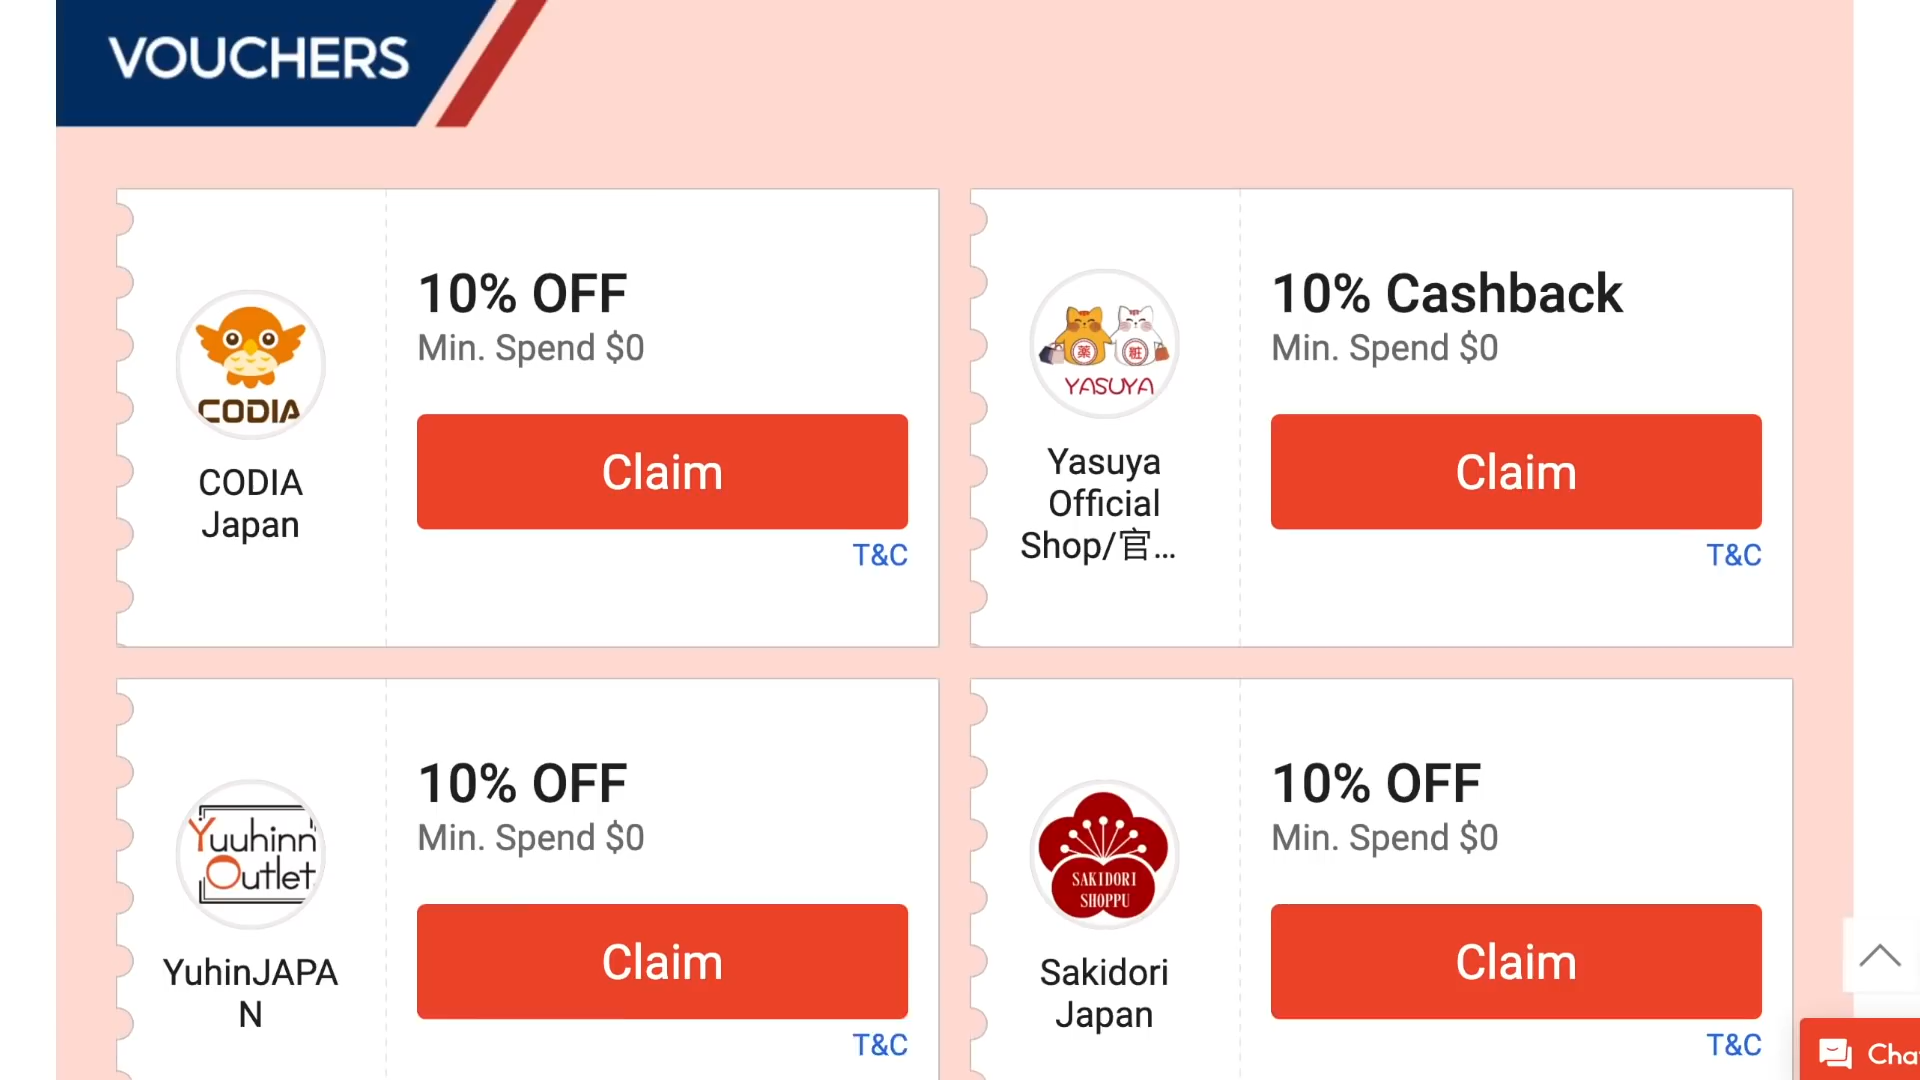 VOUCHERS
CODIA
CODIA
Japan
10% OFF
Min. Spend $0
Claim
T&C
薬 粧
YASUYA
Yasuya
Official
Shop/官...
10% Cashback
Min. Spend $0
Claim
T&C
Yuuhinn
Outlet
YuhinJAPA
N
10% OFF
Min. Spend $0
Claim
T&C
SAKIDORI
SHOPPU
Sakidori
Japan
10% OFF
Min. Spend $0
Claim
T&C
Cha